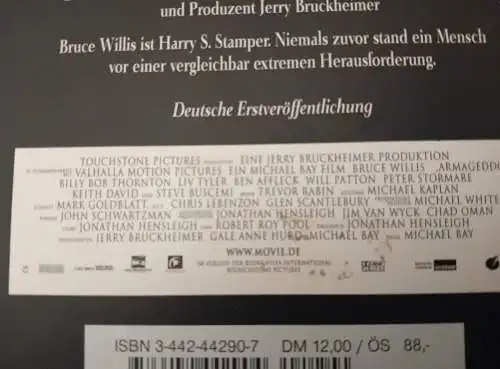 und Produzent Jerry Bruckheimer
Bruce Willis ist Harry S. Stamper. Niemals zuvor stand ein Mensch
vor einer vergleichbar extremen Herausforderung.
Deutsche Erstveröffentlichung
TOUCHSTONE PICTURES EINE JERRY BRUCKHEIMER PRODUKTION
VALHALLA MOTION PICTURES EIN MICHAEL BAY FILM BRUCE WILLIS „ARMAGEDDO
BILLY BOB THORNTON LIV TYLER BEN AFFLECK WILL PATTON PETER STORMARE
KEITH DAVID UND STEVE BUSCEMI TREVOR RABIN MICHAEL KAPLAN
MARK GOLDBLATT CHRIS LEBENZON GLEN SCANTLEBURY MICHAEL WHITE
JOHN SCHWARTZMAN JONATHAN HENSLEIGH JIM VAN WYCK CHAD OMAN
JONATHAN HENSLEIGH ROBERT ROY POOL JONATHAN HENSLEIGH
JERRY BRUCKHEIMER GALE ANNE HURD MICHAEL BAY MICHAEL BAY
WWW.MOVIE.DE
ISBN 3-442-44290-7 DM 12,00 / ÖS 88,-